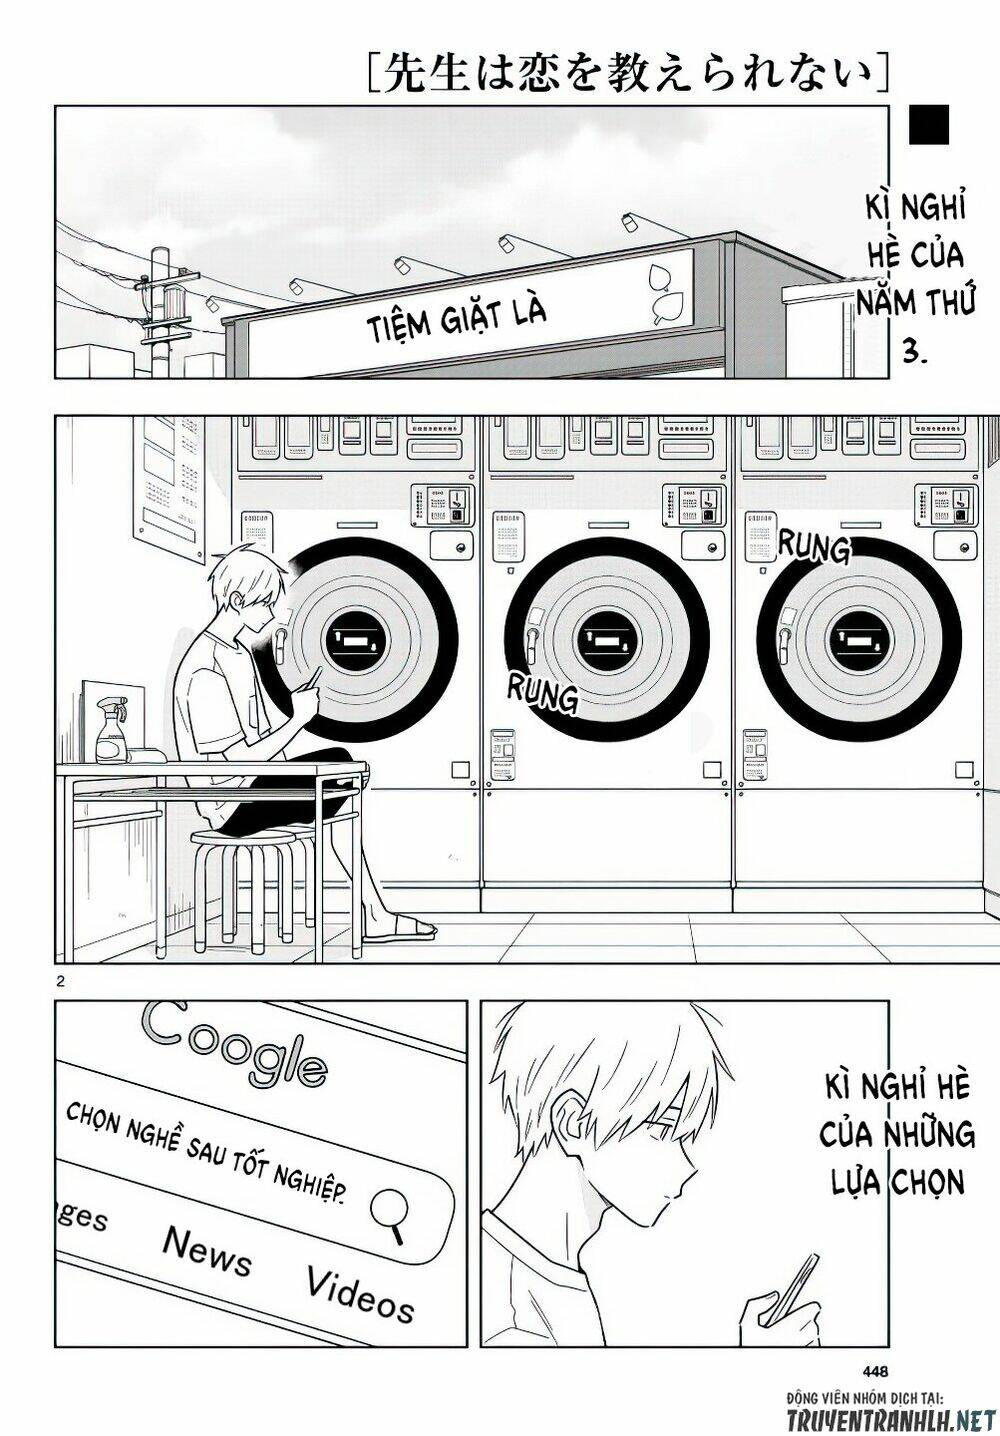 [先生は恋を教えられない]
KÌ NGHỈ
HÈ CỦA
NĂM THỨ
3.
TIỆM GIẶT LÀ
RUNG
RUNG
2
Coogle
CHỌN NGHỀ SAU TỐT NGHIỆP.
ages
News
Videos
KÌ NGHỈ HÈ
CỦA NHỮNG
LỰA CHỌN
448
ĐỘNG VIÊN NHÓM DỊCH TẠI:
TRUYENTRANHLH.NET